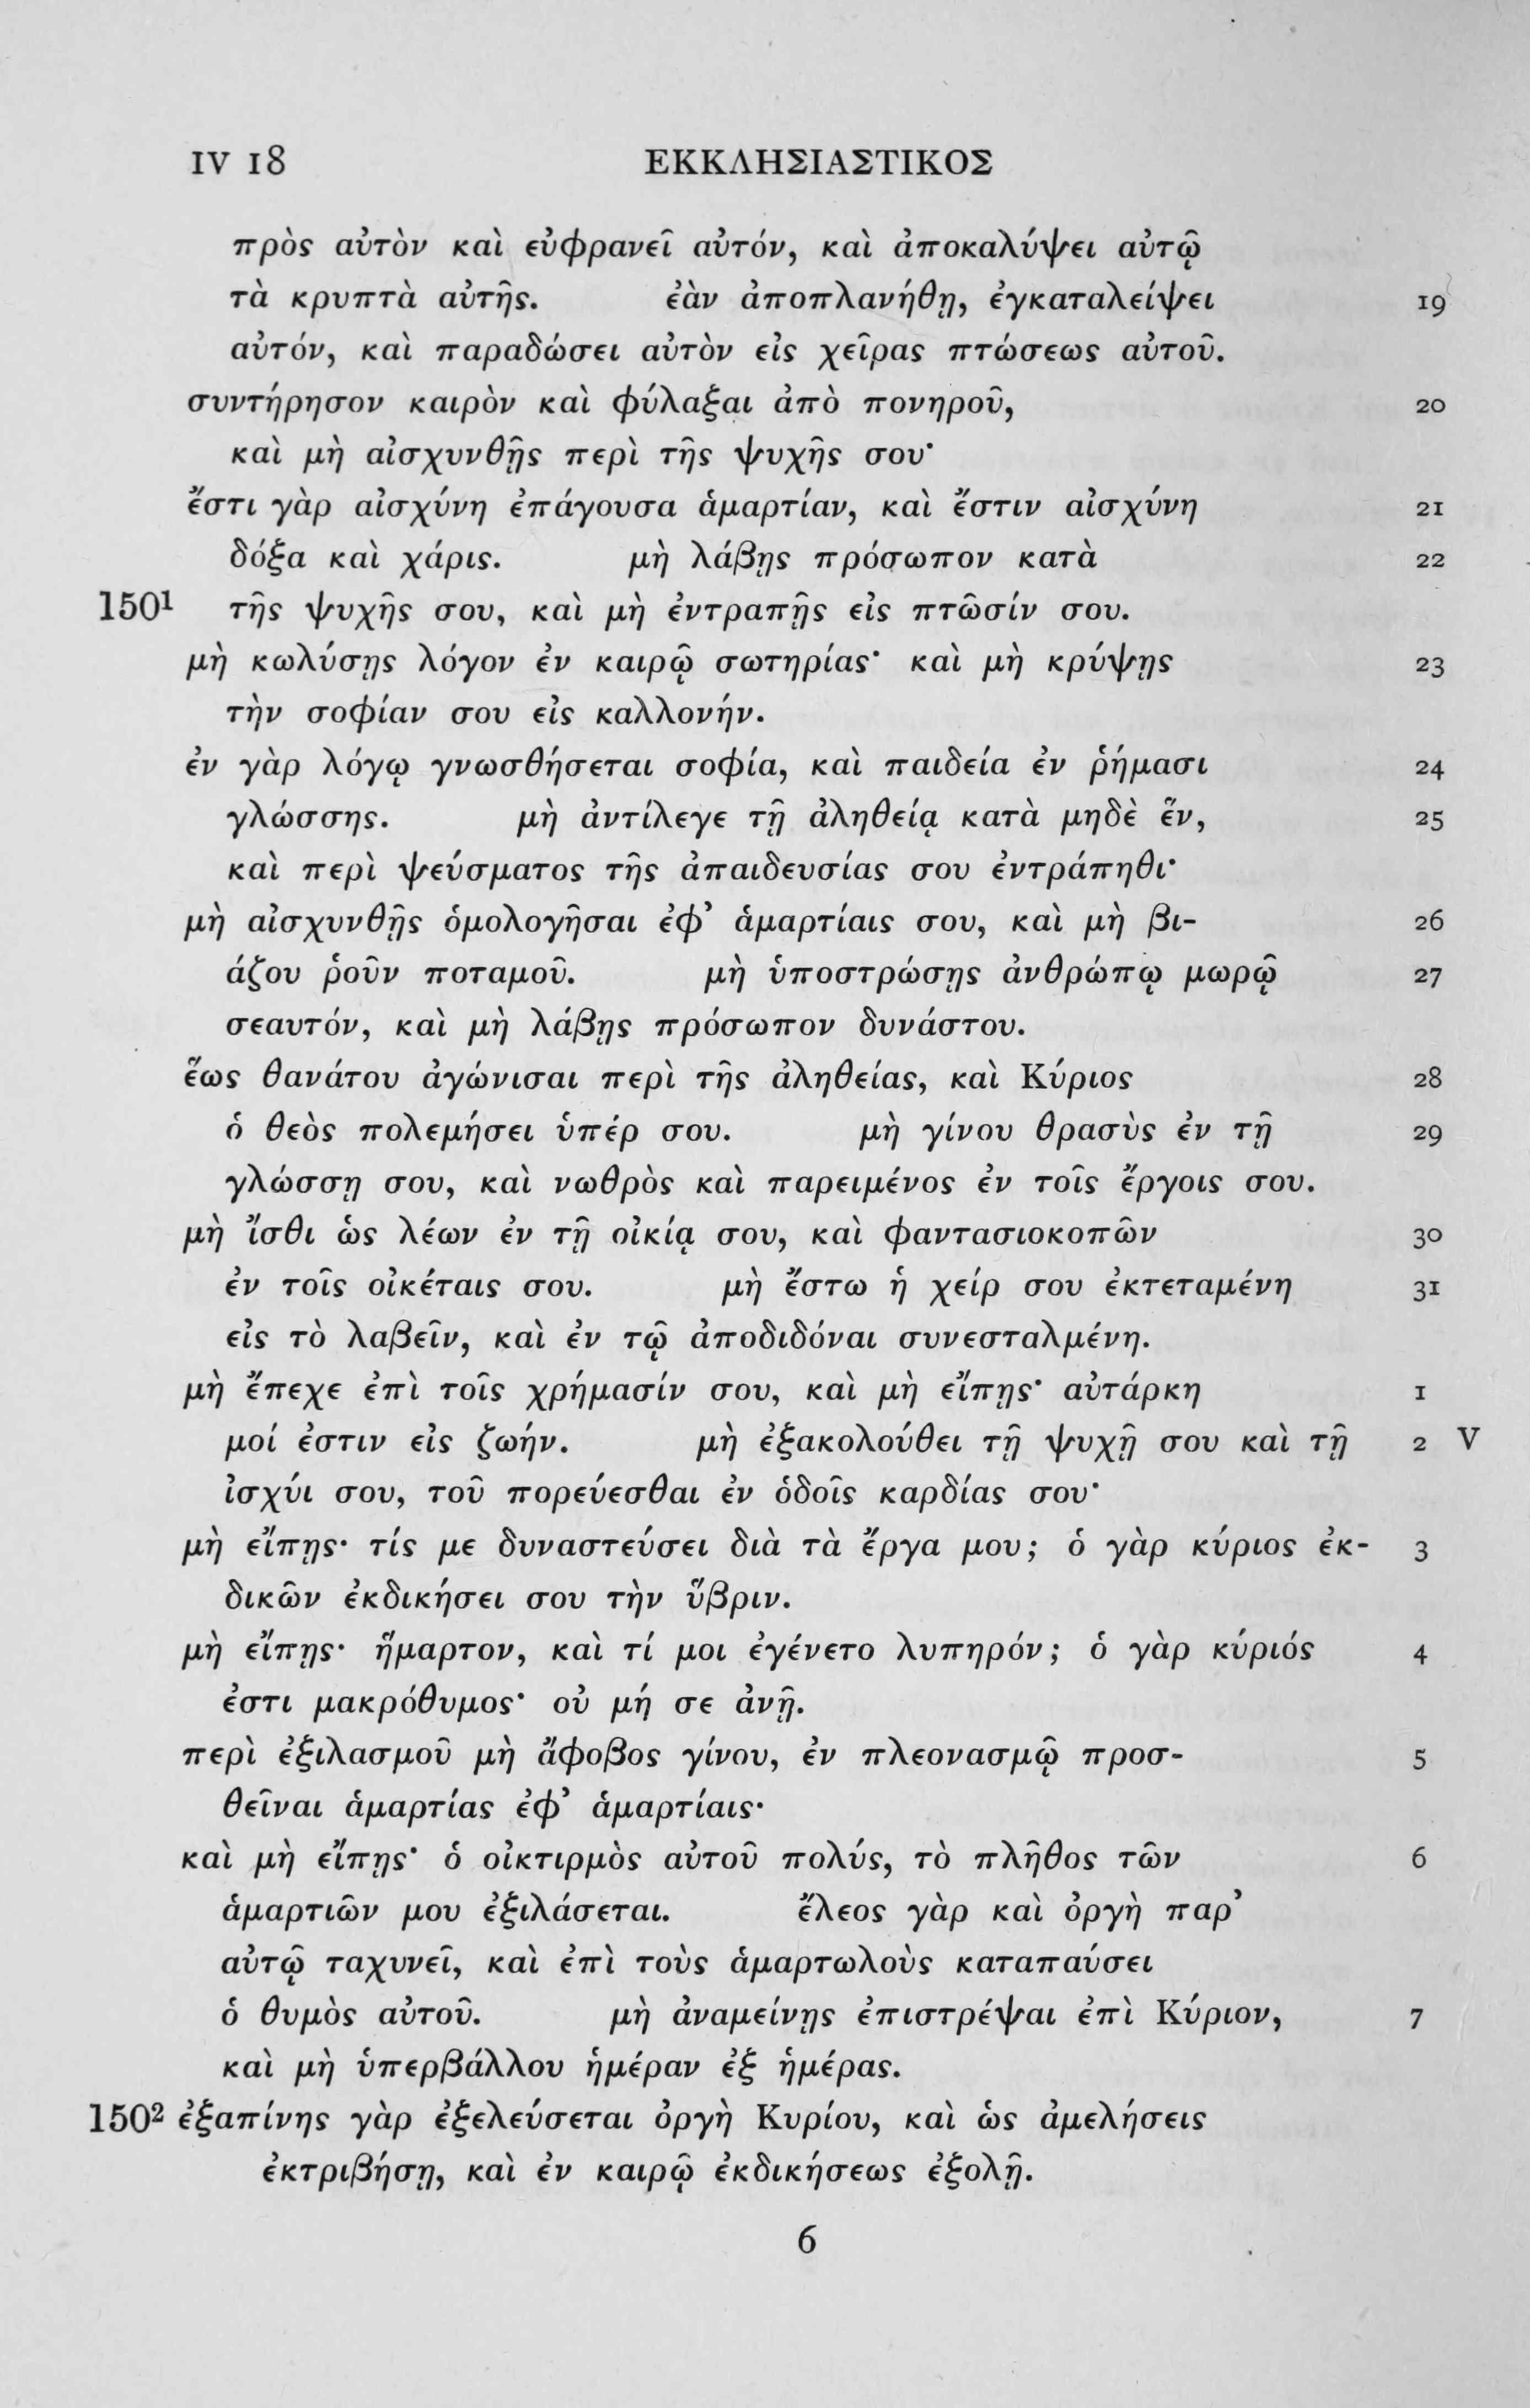 IV 18 ΕΚΚΛΗΣΙΑΣΤΙΚΟΣ
πρὸς αὐτὸν καὶ εὐφρανεῖ αὐτόν, καὶ ἀποκαλύψει αὐτῷ
τὰ κρυπτὰ αὐτῆς. ἐὰν ἀποπλανήθῃ, ἐγκαταλείψει 19
αὐτόν, καὶ παραδώσει αὐτὸν εἰς χεῖρας πτώσεως αὐτοῦ.
συντήρησον καιρὸν καὶ φύλαξαι ἀπὸ πονηροῦ, 20
καὶ μὴ αἰσχυνθῇς περὶ τῆς ψυχῆς σου·
ἔστι γὰρ αἰσχύνη ἐπάγουσα ἁμαρτίαν, καὶ ἔστιν αἰσχύνη 21
δόξα καὶ χάρις. μὴ λάβῃς πρόσωπον κατὰ 22
150¹ τῆς ψυχῆς σου, καὶ μὴ ἐντραπῇς εἰς πτῶσίν σου.
μὴ κωλύσῃς λόγον ἐν καιρῷ σωτηρίας· καὶ μὴ κρύψῃς 23
τὴν σοφίαν σου εἰς καλλονήν.
ἐν γὰρ λόγῳ γνωσθήσεται σοφία, καὶ παιδεία ἐν ῥήμασι 24
γλώσσης. μὴ ἀντίλεγε τῇ ἀληθείᾳ κατὰ μηδὲ ἕν, 25
καὶ περὶ ψεύσματος τῆς ἀπαιδευσίας σου ἐντράπηθι·
μὴ αἰσχυνθῇς ὁμολογῆσαι ἐφ’ ἁμαρτίαις σου, καὶ μὴ βι- 26
άζου ῥοῦν ποταμοῦ. μὴ ὑποστρώσῃς ἀνθρώπῳ μωρῷ 27
σεαυτόν, καὶ μὴ λάβῃς πρόσωπον δυνάστου.
ἕως θανάτου ἀγώνισαι περὶ τῆς ἀληθείας, καὶ Κύριος 28
ὁ θεὸς πολεμήσει ὑπέρ σου. μὴ γίνου θρασὺς ἐν τῇ 29
γλώσσῃ σου, καὶ νωθρὸς καὶ παρειμένος ἐν τοῖς ἔργοις σου.
μὴ ἴσθι ὡς λέων ἐν τῇ οἰκίᾳ σου, καὶ φαντασιοκοπῶν 30
ἐν τοῖς οἰκέταις σου. μὴ ἔστω ἡ χείρ σου ἐκτεταμένη 31
εἰς τὸ λαβεῖν, καὶ ἐν τῷ ἀποδιδόναι συνεσταλμένη.
μὴ ἔπεχε ἐπὶ τοῖς χρήμασίν σου, καὶ μὴ εἴπῃς· αὐτάρκη 1
μοί ἐστιν εἰς ζωήν. μὴ ἐξακολούθει τῇ ψυχῇ σου καὶ τῇ 2 V
ἰσχύι σου, τοῦ πορεύεσθαι ἐν ὁδοῖς καρδίας σου·
μὴ εἴπῃς· τίς με δυναστεύσει διὰ τὰ ἔργα μου; ὁ γὰρ κύριος ἐκ- 3
δικῶν ἐκδικήσει σου τὴν ὕβριν.
μὴ εἴπῃς· ἥμαρτον, καὶ τί μοι ἐγένετο λυπηρόν; ὁ γὰρ κύριός 4
ἐστι μακρόθυμος· οὐ μή σε ἀνῇ.
περὶ ἐξιλασμοῦ μὴ ἄφοβος γίνου, ἐν πλεονασμῷ προσ- 5
θεῖναι ἁμαρτίας ἐφ’ ἁμαρτίαις·
καὶ μὴ εἴπῃς· ὁ οἰκτιρμὸς αὐτοῦ πολύς, τὸ πλῆθος τῶν 6
ἁμαρτιῶν μου ἐξιλάσεται. ἔλεος γὰρ καὶ ὀργὴ παρ’
αὐτῷ ταχυνεῖ, καὶ ἐπὶ τοὺς ἁμαρτωλοὺς καταπαύσει
ὁ θυμὸς αὐτοῦ. μὴ ἀναμείνῃς ἐπιστρέψαι ἐπὶ Κύριον, 7
καὶ μὴ ὑπερβάλλου ἡμέραν ἐξ ἡμέρας.
150² ἐξαπίνης γὰρ ἐξελεύσεται ὀργὴ Κυρίου, καὶ ὡς ἀμελήσεις
ἐκτριβήσῃ, καὶ ἐν καιρῷ ἐκδικήσεως ἐξολῇ.
6